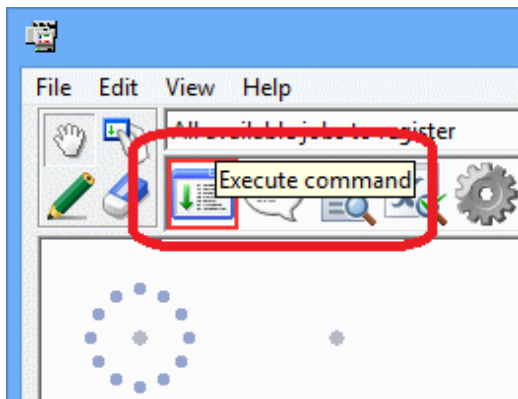 File Edit View Help
All available jobs to register
Execute command